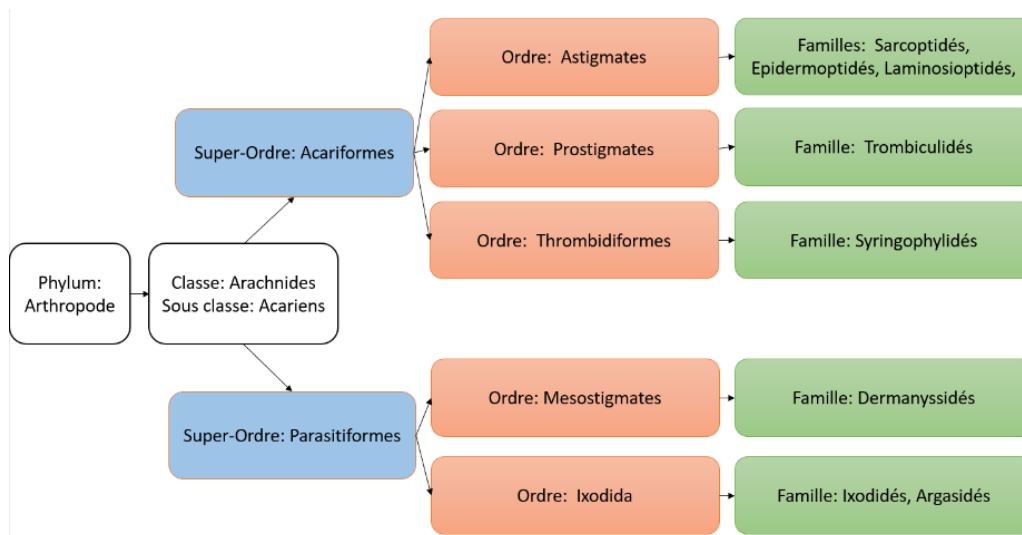 Phylum:
Arthropode
Classe: Arachnides
Sous classe: Acariens
Super-Ordre: Acariformes
Ordre: Astigmates
Familles: Sarcoptidés,
Epidermoptidés, Laminosioptidés,
Ordre: Prostigmates
Famille: Trombiculidés
Ordre: Thrombidiformes
Famille: Syringophylidés
Super-Ordre: Parasitiformes
Ordre: Mesostigmates
Famille: Dermanyssidés
Ordre: Ixodida
Famille: Ixodidés, Argasidés